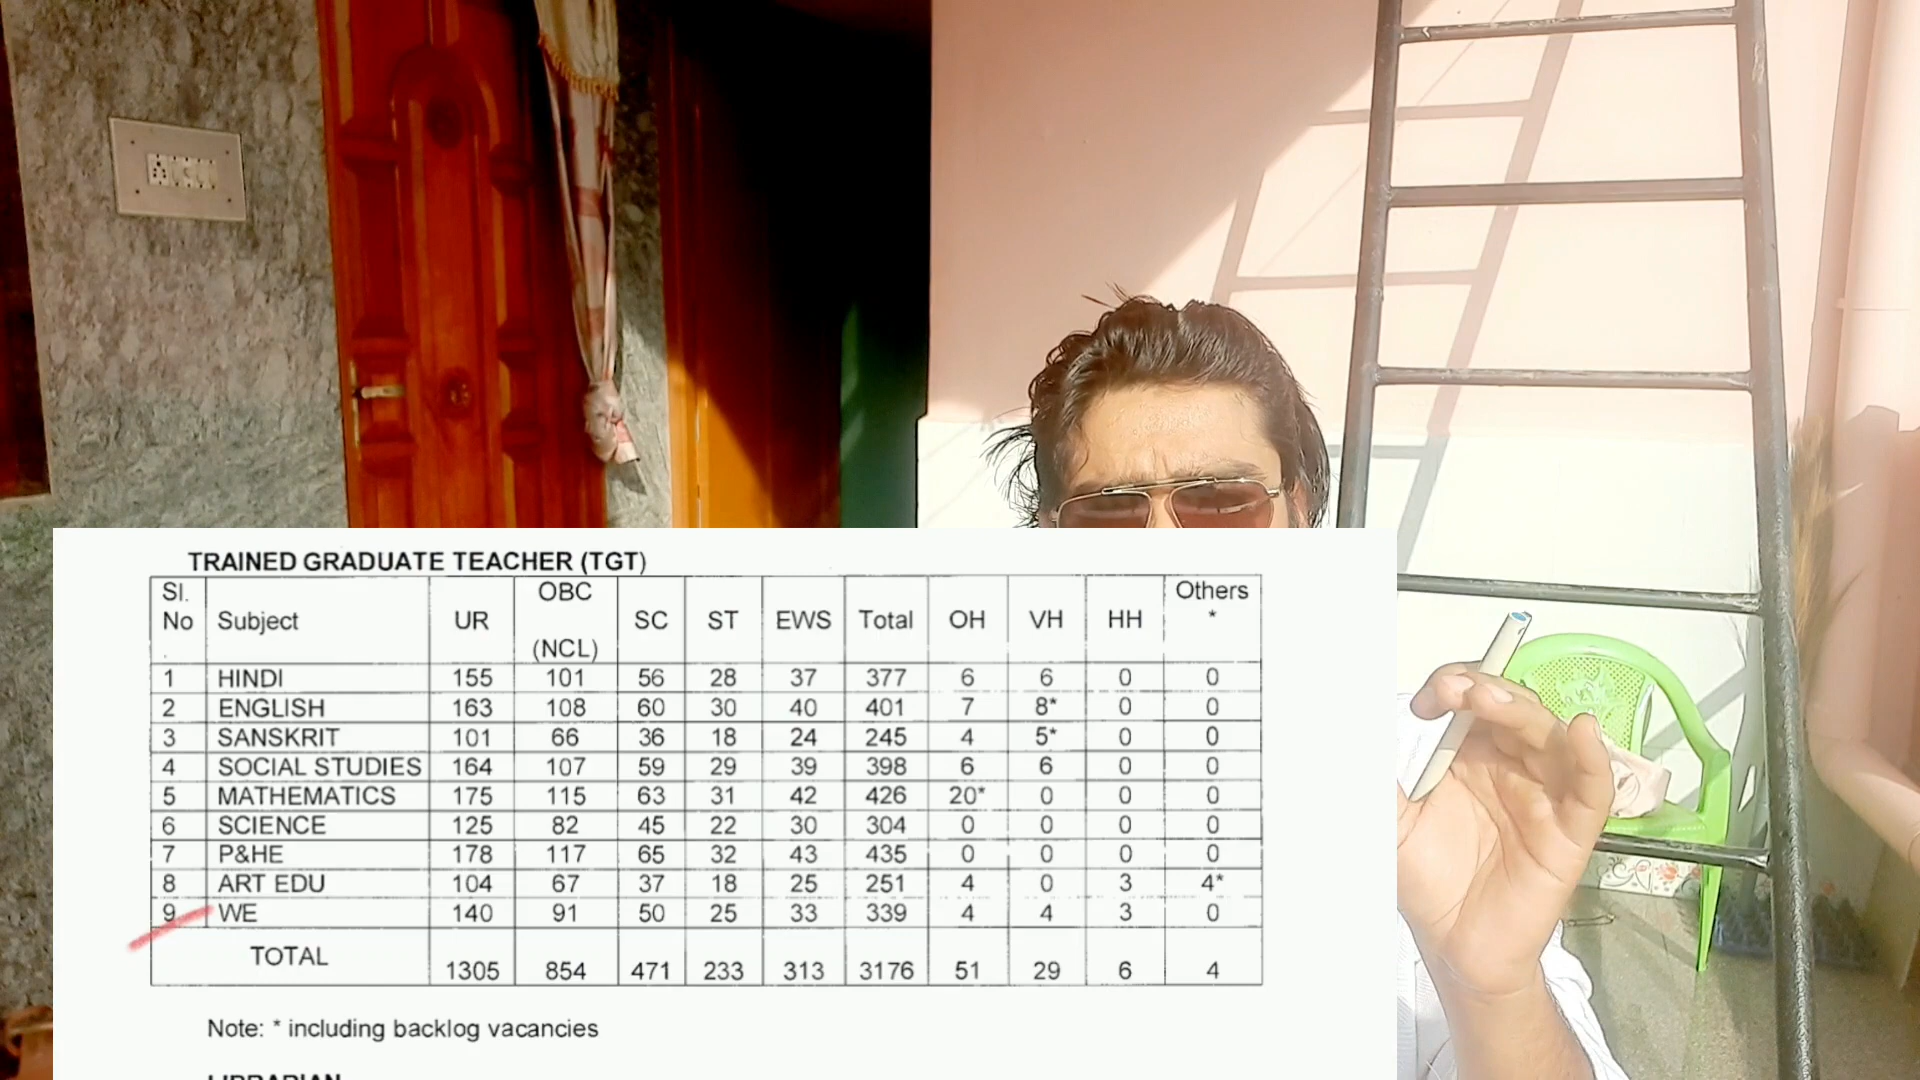 TRAINED GRADUATE TEACHER (TGT)
Sl. No . Subject UR OBC (NCL) SC ST EWS Total OH VH HH Others *
1 HINDI 155 101 56 28 37 377 6 6 0 0
2 ENGLISH 163 108 60 30 40 401 7 8* 0 0
3 SANSKRIT 101 66 36 18 24 245 4 5* 0 0
4 SOCIAL STUDIES 164 107 59 29 39 398 6 6 0 0
5 MATHEMATICS 175 115 63 31 42 426 20* 0 0 0
6 SCIENCE 125 82 45 22 30 304 0 0 0 0
7 P&HE 178 117 65 32 43 435 0 0 0 0
8 ART EDU 104 67 37 18 25 251 4 0 3 4*
9 WE 140 91 50 25 33 339 4 4 3 0
TOTAL 1305 854 471 233 313 3176 51 29 6 4
Note: * including backlog vacancies
LIBRARIAN